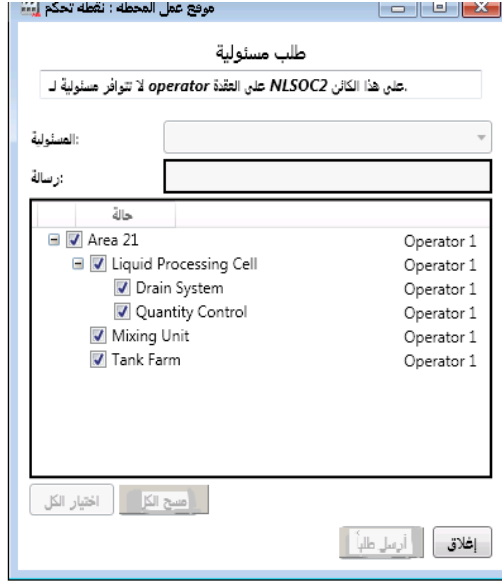 موقع عمل المحطة : نقطة تحكم
طلب مسئولية
لا تتوافر مسئولية لـ operator على العقدة NLSOC2 على هذا الكائن.
المسئولية:
رسالة:
حالة
Area 21 Operator 1
Liquid Processing Cell Operator 1
Drain System Operator 1
Quantity Control Operator 1
Mixing Unit Operator 1
Tank Farm Operator 1
اختيار الكل مسح الكل
أرسل طلباً إغلاق